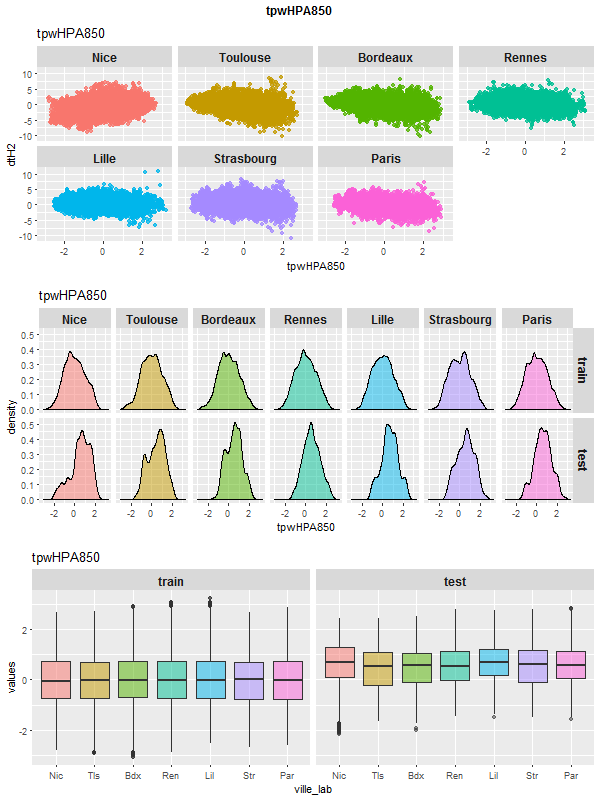 tpwHPA850
tpwHPA850
Nice Toulouse Bordeaux Rennes
10
5
0
-5
-10
-2 0 2
dtH2
Lille Strasbourg Paris
10
5
0
-5
-10
-2 0 2 -2 0 2 -2 0 2
tpwHPA850
tpwHPA850
Nice Toulouse Bordeaux Rennes Lille Strasbourg Paris
0.5
0.4
0.3
0.2
0.1
0.0
train
density
0.5
0.4
0.3
0.2
0.1
0.0
test
-2 0 2 -2 0 2 -2 0 2 -2 0 2 -2 0 2 -2 0 2 -2 0 2
tpwHPA850
tpwHPA850
train test
2
0
-2
values
Nic Tls Bdx Ren Lil Str Par Nic Tls Bdx Ren Lil Str Par
ville_lab